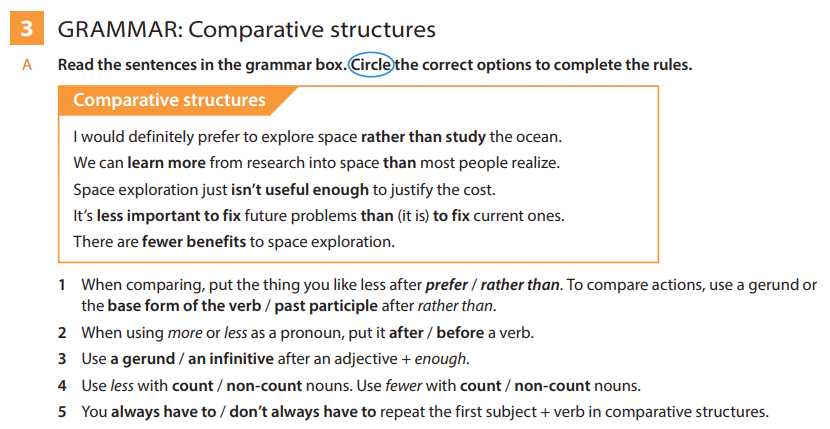 3 GRAMMAR: Comparative structures
A Read the sentences in the grammar box. Circle the correct options to complete the rules.
Comparative structures
I would definitely prefer to explore space rather than study the ocean.
We can learn more from research into space than most people realize.
Space exploration just isn’t useful enough to justify the cost.
It’s less important to fix future problems than (it is) to fix current ones.
There are fewer benefits to space exploration.
1 When comparing, put the thing you like less after prefer / rather than. To compare actions, use a gerund or
the base form of the verb / past participle after rather than.
2 When using more or less as a pronoun, put it after / before a verb.
3 Use a gerund / an infinitive after an adjective + enough.
4 Use less with count / non-count nouns. Use fewer with count / non-count nouns.
5 You always have to / don’t always have to repeat the first subject + verb in comparative structures.